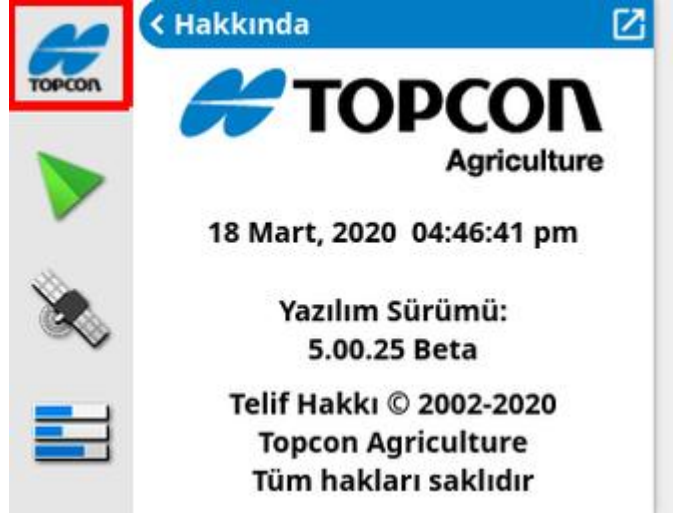 TOPCON
Hakkında
TOPCON
Agriculture
18 Mart, 2020 04:46:41 pm
Yazılım Sürümü:
5.00.25 Beta
Telif Hakkı © 2002-2020
Topcon Agriculture
Tüm hakları saklıdır